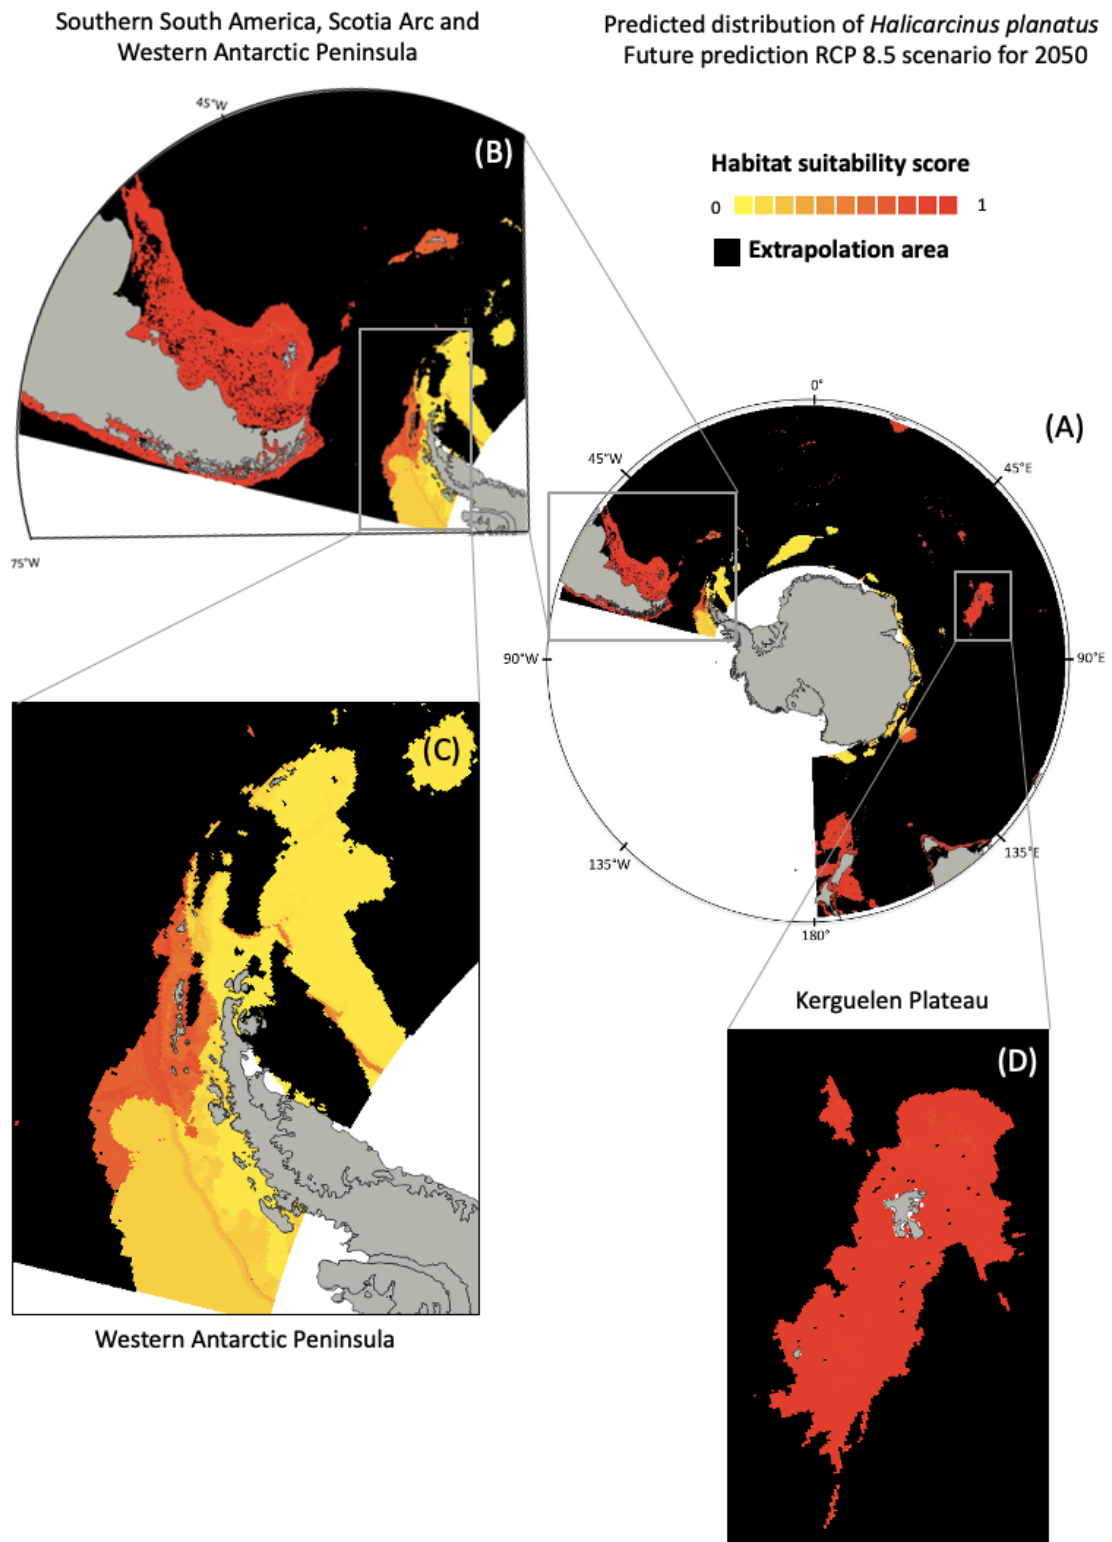 Southern South America, Scotia Arc and
Western Antarctic Peninsula
Predicted distribution of Halicarcinus planatus
Future prediction RCP 8.5 scenario for 2050
45°W
(B)
Habitat suitability score
0 1
Extrapolation area
75°W
0°
(A)
45°W
45°E
90°W
90°E
135°W
135°E
180°
(C)
Western Antarctic Peninsula
Kerguelen Plateau
(D)